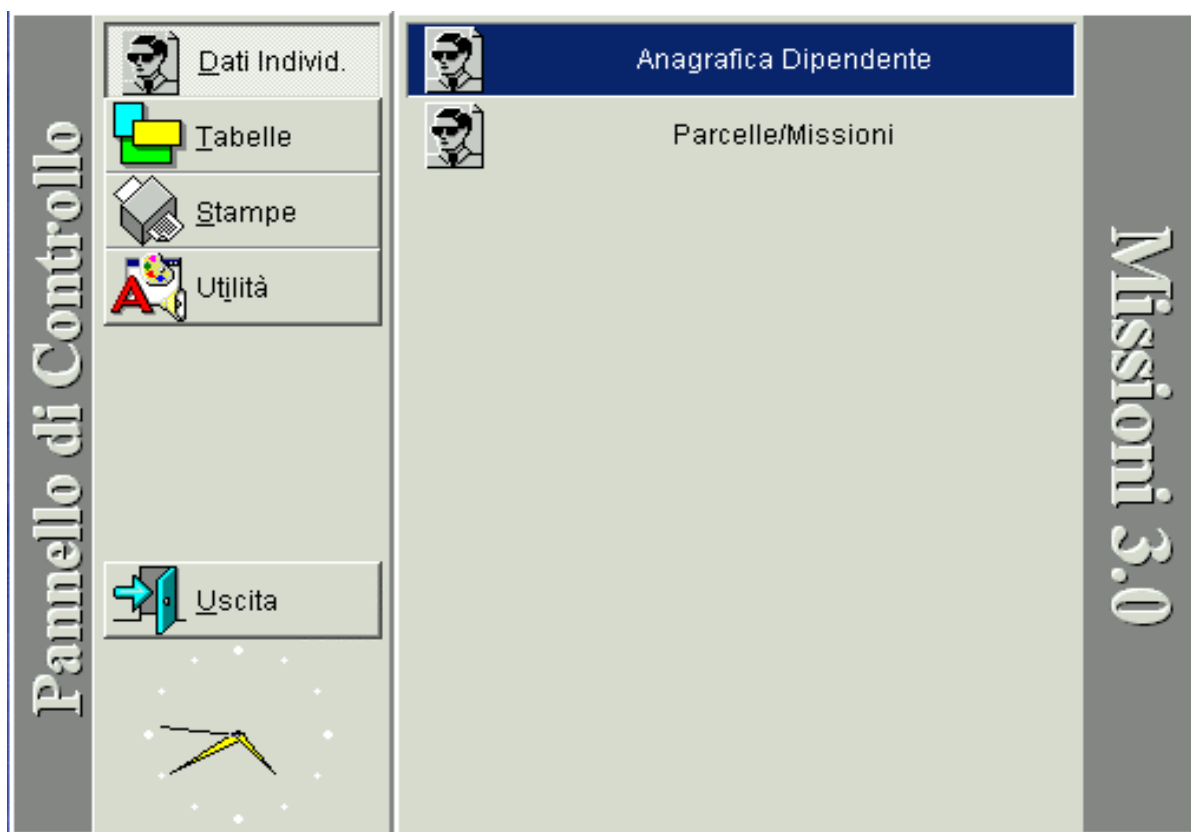 Pannello di Controllo
Dati Individ.
Tabelle
Stampe
Utilità
Uscita
Anagrafica Dipendente
Parcelle/Missioni
Missioni 3.0